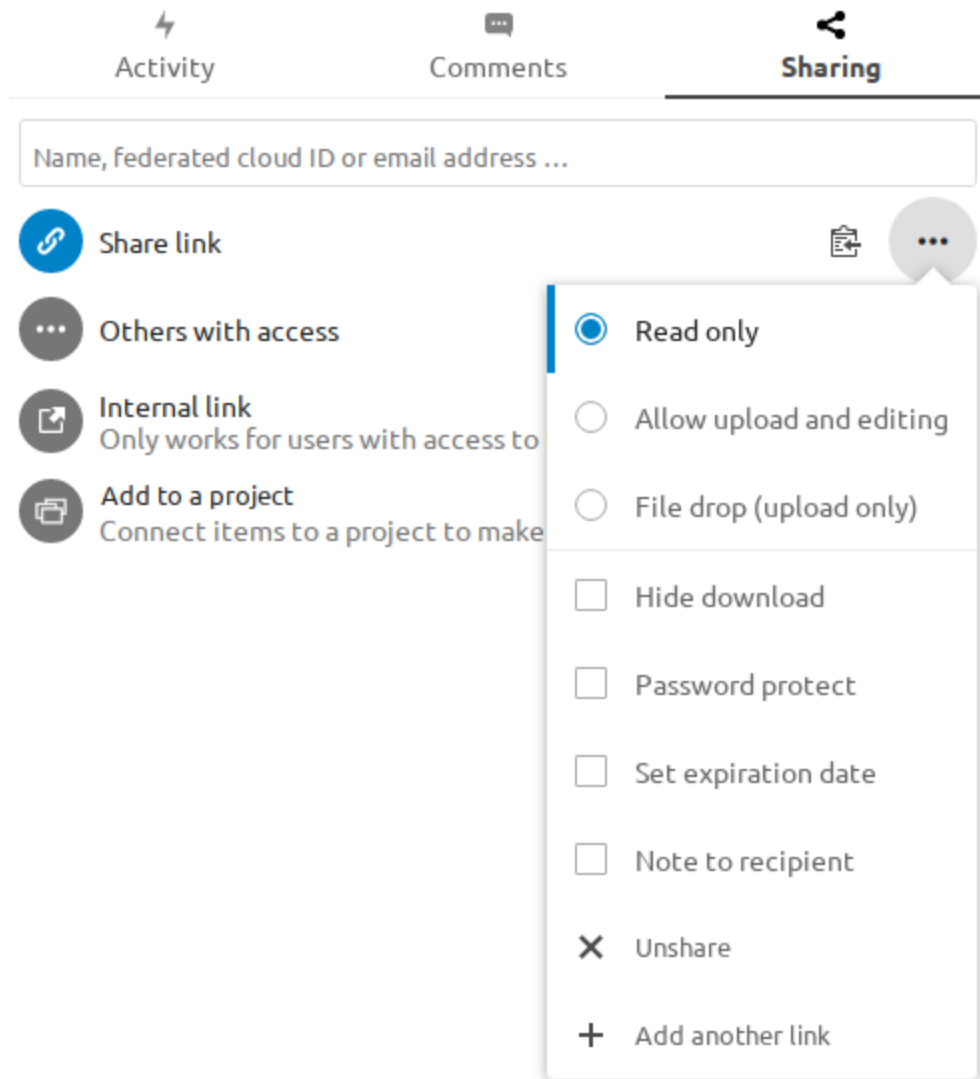 Activity
Comments
Sharing
Name, federated cloud ID or email address ...
Share link
Others with access
Internal link
Only works for users with access to
Add to a project
Connect items to a project to make
Read only
Allow upload and editing
File drop (upload only)
Hide download
Password protect
Set expiration date
Note to recipient
Unshare
Add another link